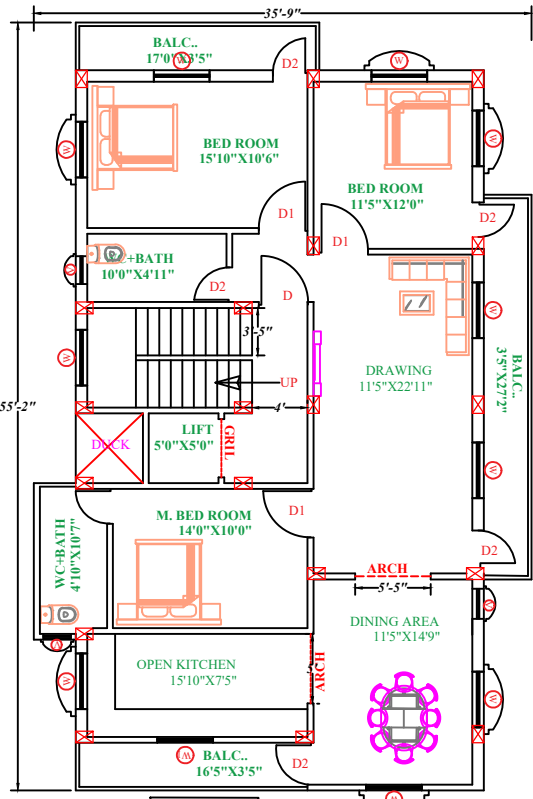 35'-9"
BALC..
17'0"X3'5"
W
D2
W
W
BED ROOM
15'10"X10'6"
W
BED ROOM
11'5"X12'0"
D1
D1
D2
WC+BATH
10'0"X4'11"
W
D2
D
W
3'-5"
W
DRAWING
11'5"X22'11"
BALC..
3'5"X27'2"
UP
4'
55'-2"
DUCK
LIFT
5'0"X5'0"
GRIL
W
M. BED ROOM
14'0"X10'0"
D1
WC+BATH
4'10"X10'7"
D2
ARCH
5'-5"
W
DINING AREA
11'5"X14'9"
W
OPEN KITCHEN
15'10"X7'5"
ARCH
W
W
W
BALC..
16'5"X3'5"
D2
W